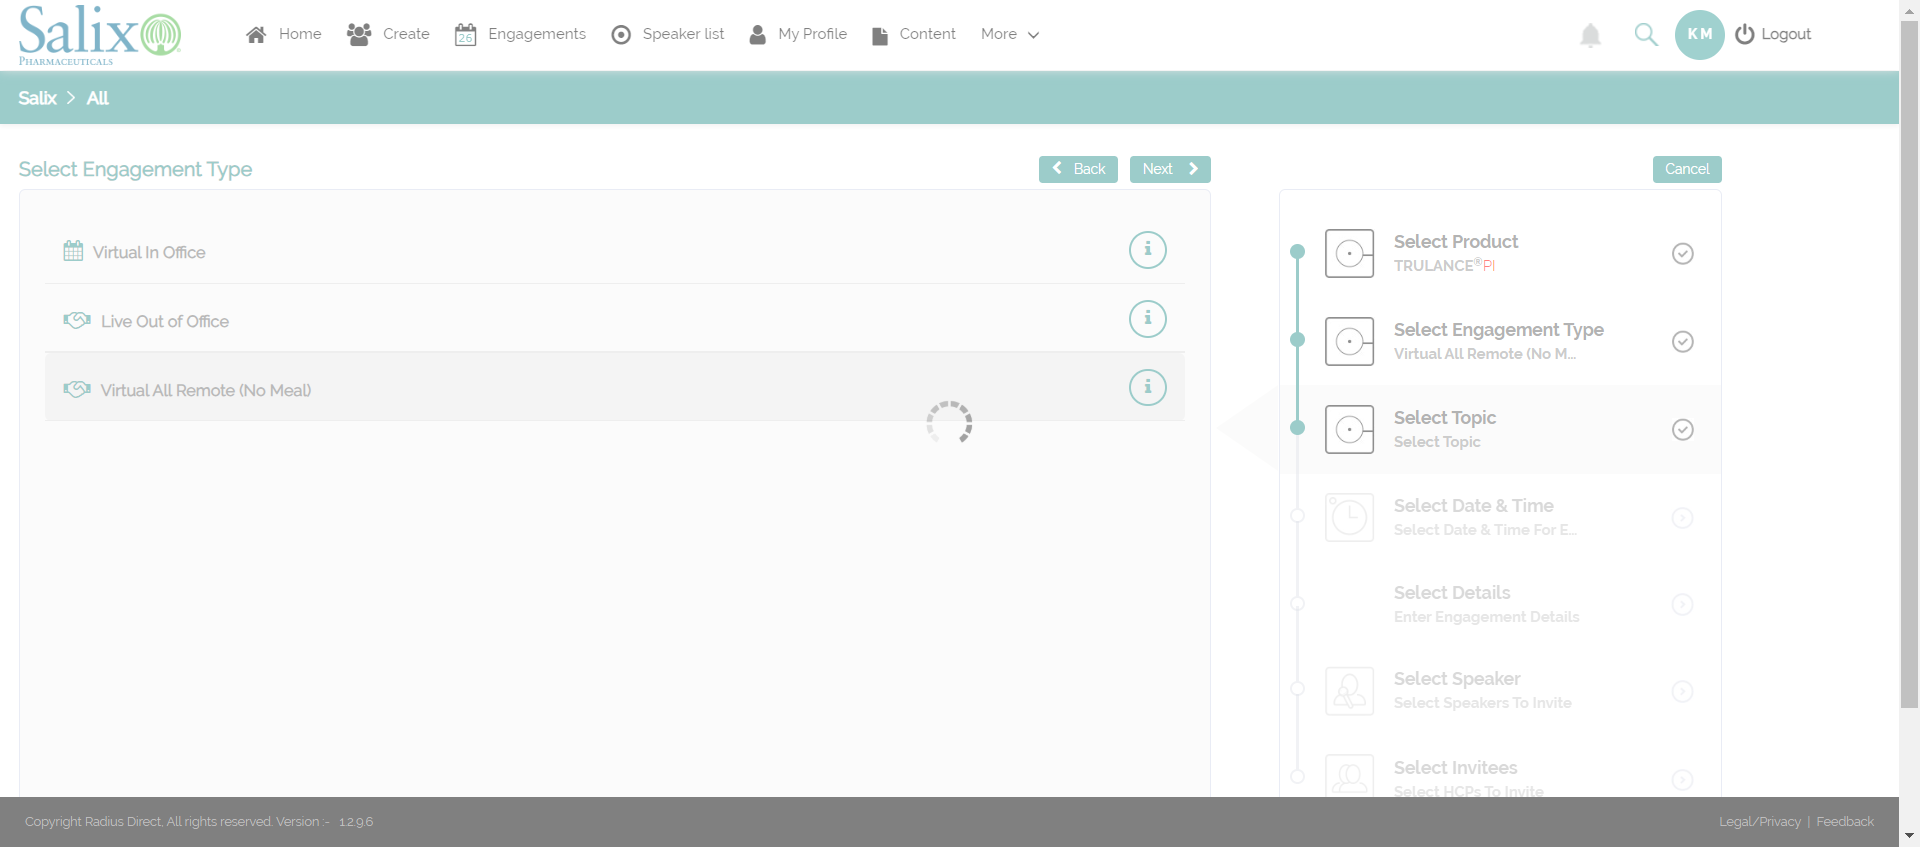 Salix
PHARMACEUTICALS
Home
Create
26
Engagements
Speaker list
My Profile
Content
More
KM
Logout
Salix > All
Select Engagement Type
Back
Next
Cancel
Virtual In Office
i
Live Out of Office
i
Virtual All Remote (No Meal)
i
Select Product
TRULANCE®PI
Select Engagement Type
Virtual All Remote (No M...
Select Topic
Select Topic
Select Date & Time
Select Date & Time For E...
Select Details
Enter Engagement Details
Select Speaker
Select Speakers To Invite
Select Invitees
Select HCPs To Invite
Copyright Radius Direct, All rights reserved. Version :- 1.2.9.6
Legal/Privacy | Feedback